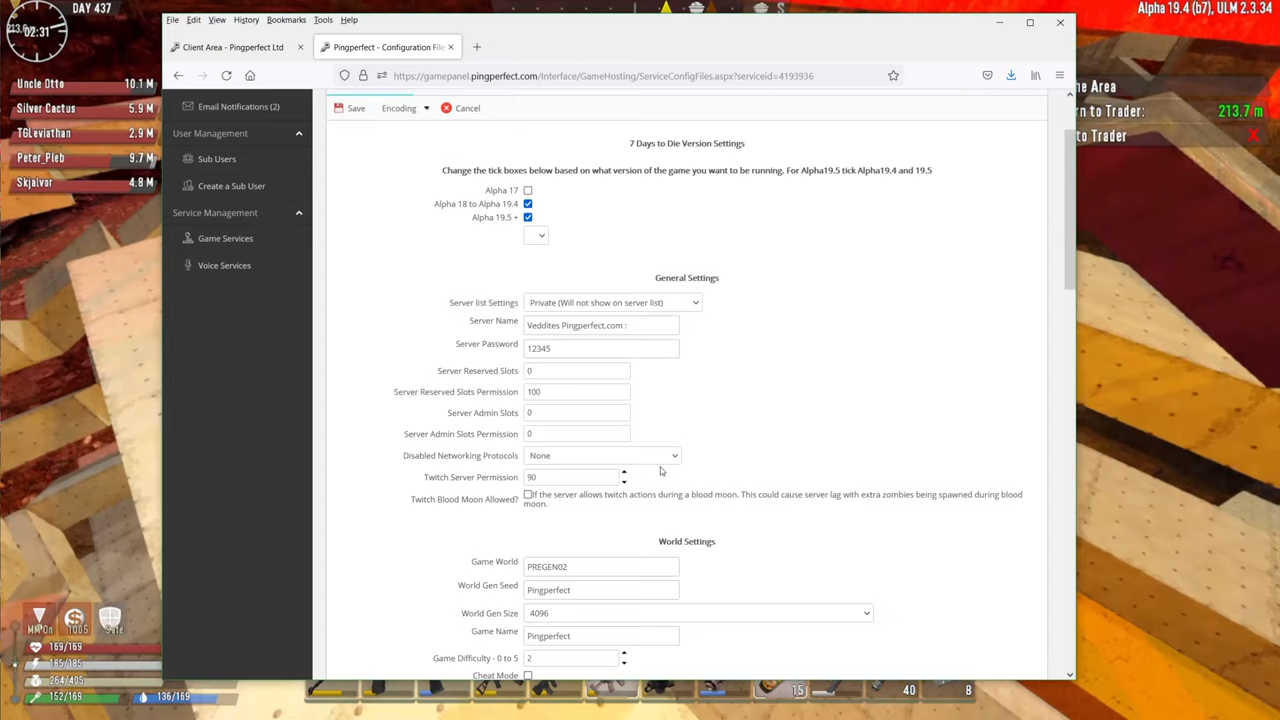 DAY 437
02:31
Alpha 19.4 (b7), ULM 2.3.34
File Edit View History Bookmarks Tools Help
Client Area - Pingperfect Ltd
Pingperfect - Configuration File
https://gamepanel.pingperfect.com/Interface/GameHosting/ServiceConfigFiles.aspx?serviceid=4193936
Uncle Otto 10.1 M
Silver Cactus 5.9 M
TGLeviathan 2.9 M
Peter_Pleb 9.7 M
Skjalvor 4.8 M
ne Area
rn to Trader: 213.7 m
to Trader
Email Notifications (2)
User Management
Sub Users
Create a Sub User
Service Management
Game Services
Voice Services
Save Encoding Cancel
7 Days to Die Version Settings
Change the tick boxes below based on what version of the game you want to be running. For Alpha19.5 tick Alpha19.4 and 19.5
Alpha 17
Alpha 18 to Alpha 19.4
Alpha 19.5 +
General Settings
Server list Settings Private (Will not show on server list)
Server Name Veddites Pingperfect.com :
Server Password 12345
Server Reserved Slots 0
Server Reserved Slots Permission 100
Server Admin Slots 0
Server Admin Slots Permission 0
Disabled Networking Protocols None
Twitch Server Permission 90
Twitch Blood Moon Allowed? If the server allows twitch actions during a blood moon. This could cause server lag with extra zombies being spawned during blood
moon.
World Settings
Game World PREGEN02
World Gen Seed Pingperfect
World Gen Size 4096
Game Name Pingperfect
Game Difficulty - 0 to 5 2
Cheat Mode
MM On 1005 Safe
169/169
185/185
264/405
152/169 136/169
15 40 8